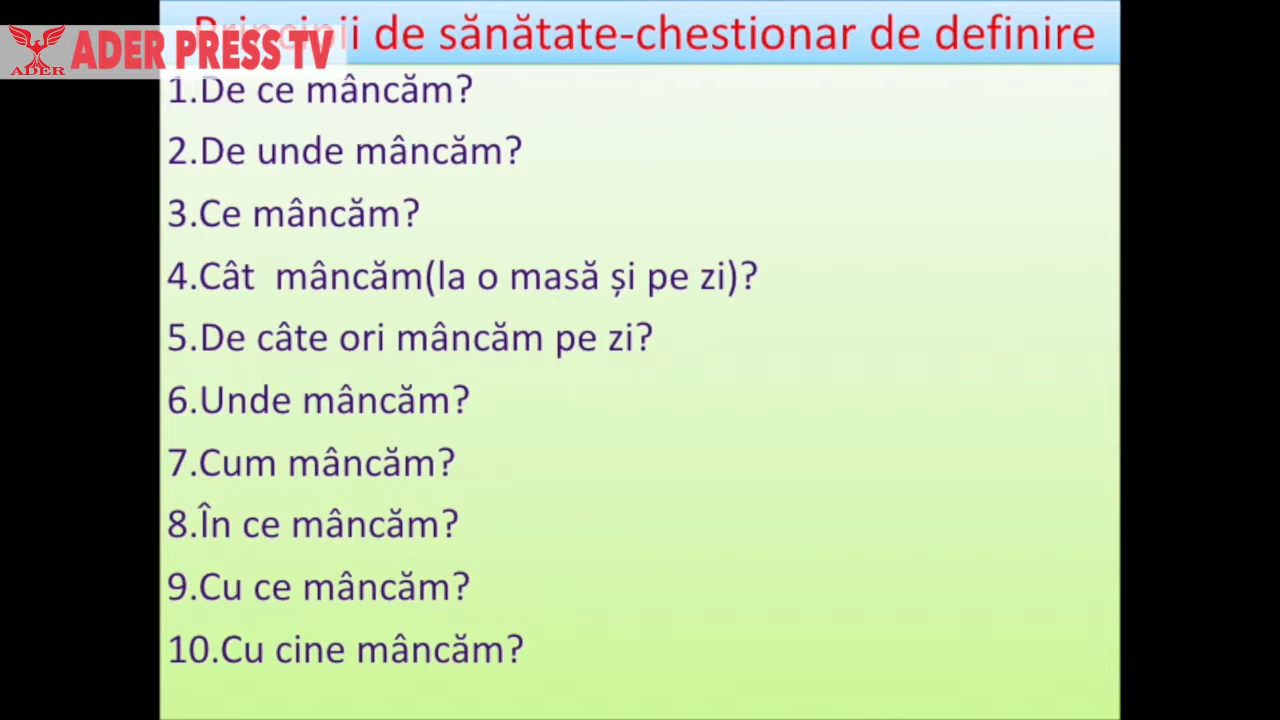 ADER
ADER PRESS TV
Principii de sănătate-chestionar de definire
1.De ce mâncăm?
2.De unde mâncăm?
3.Ce mâncăm?
4.Cât  mâncăm(la o masă și pe zi)?
5.De câte ori mâncăm pe zi?
6.Unde mâncăm?
7.Cum mâncăm?
8.În ce mâncăm?
9.Cu ce mâncăm?
10.Cu cine mâncăm?